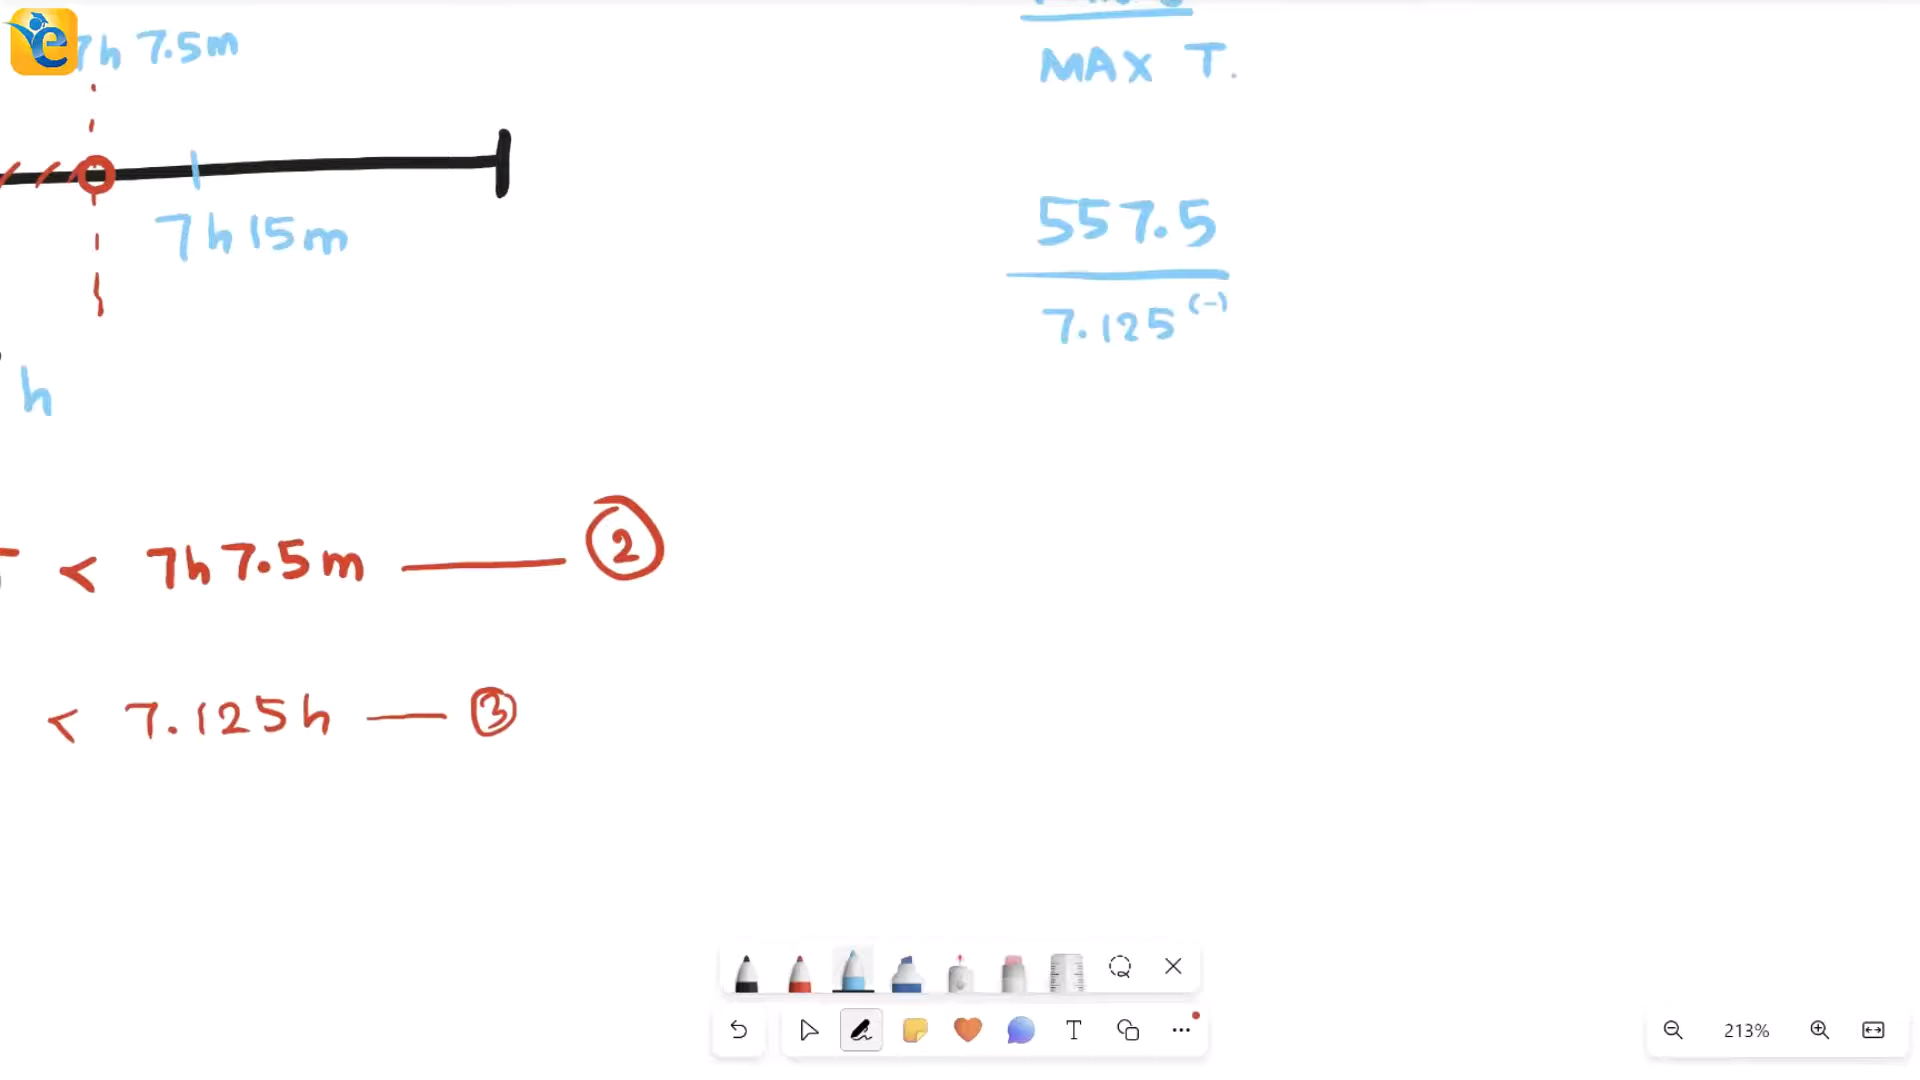 7h 7.5m
7h 15m
h
< 7h 7.5m —— ②
< 7.125h — ③
MAX T.
557.5
7.125(-)
213%